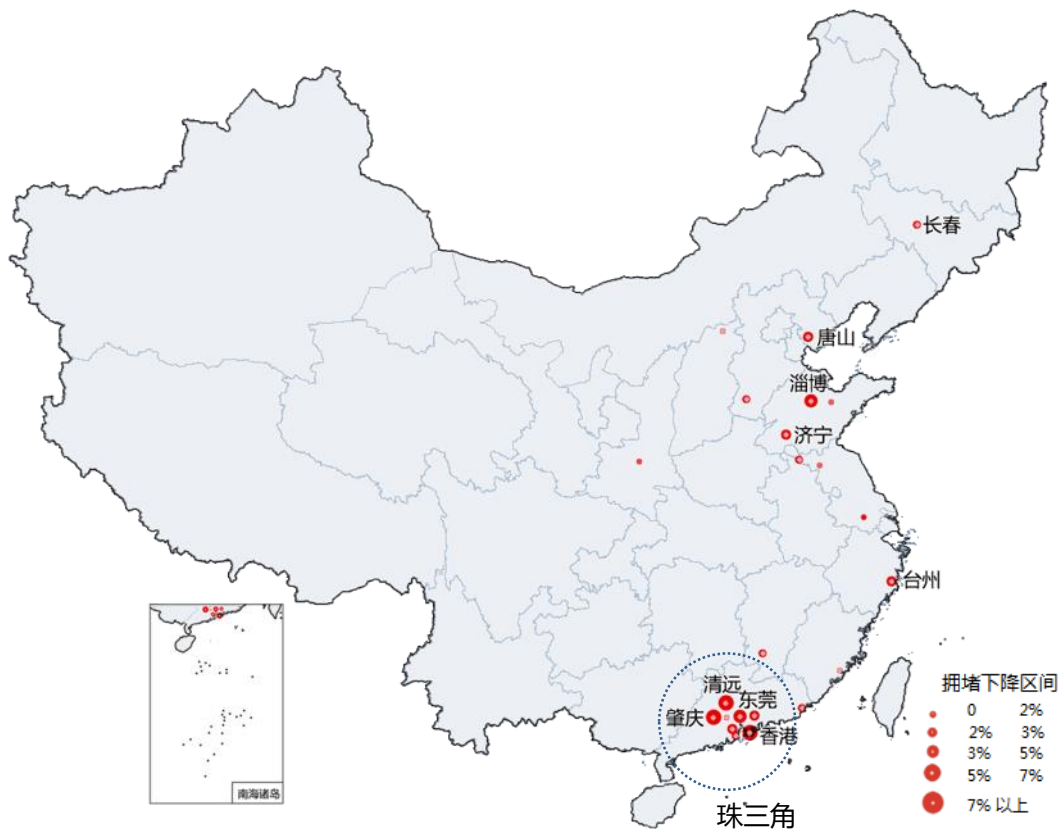 长春
唐山
淄博
济宁
台州
清远
东莞
肇庆
香港
珠三角
南海诸岛
拥堵下降区间
0 2%
2% 3%
3% 5%
5% 7%
7% 以上